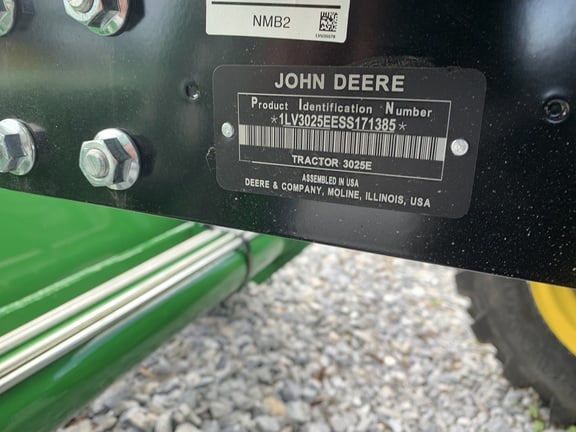 NMB2
JOHN DEERE
Product Identification Number
*1LV3025EESS171385*
TRACTOR 3025E
ASSEMBLED IN USA
DEERE & COMPANY, MOLINE, ILLINOIS, USA